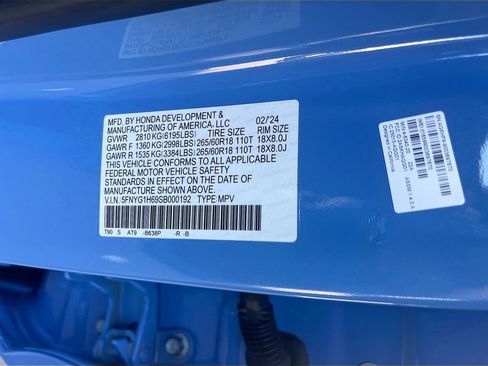 MFD. BY HONDA DEVELOPMENT &
MANUFACTURING OF AMERICA, LLC 02/24
GVWR 2810 KG(6195LBS) TIRE SIZE RIM SIZE
GAWR F 1360 KG(2998LBS) 265/60R18 110T 18X8.0J
GAWR R 1535 KG(3384LBS) 265/60R18 110T 18X8.0J
THIS VEHICLE CONFORMS TO ALL APPLICABLE
FEDERAL MOTOR VEHICLE SAFETY
STANDARDS IN EFFECT ON THE DATE OF
MANUFACTURE SHOWN ABOVE.
V.I.N.: 5FNYG1H69SB000192 TYPE:MPV
T90 S AT9 -B638P -R -B
Designed in California